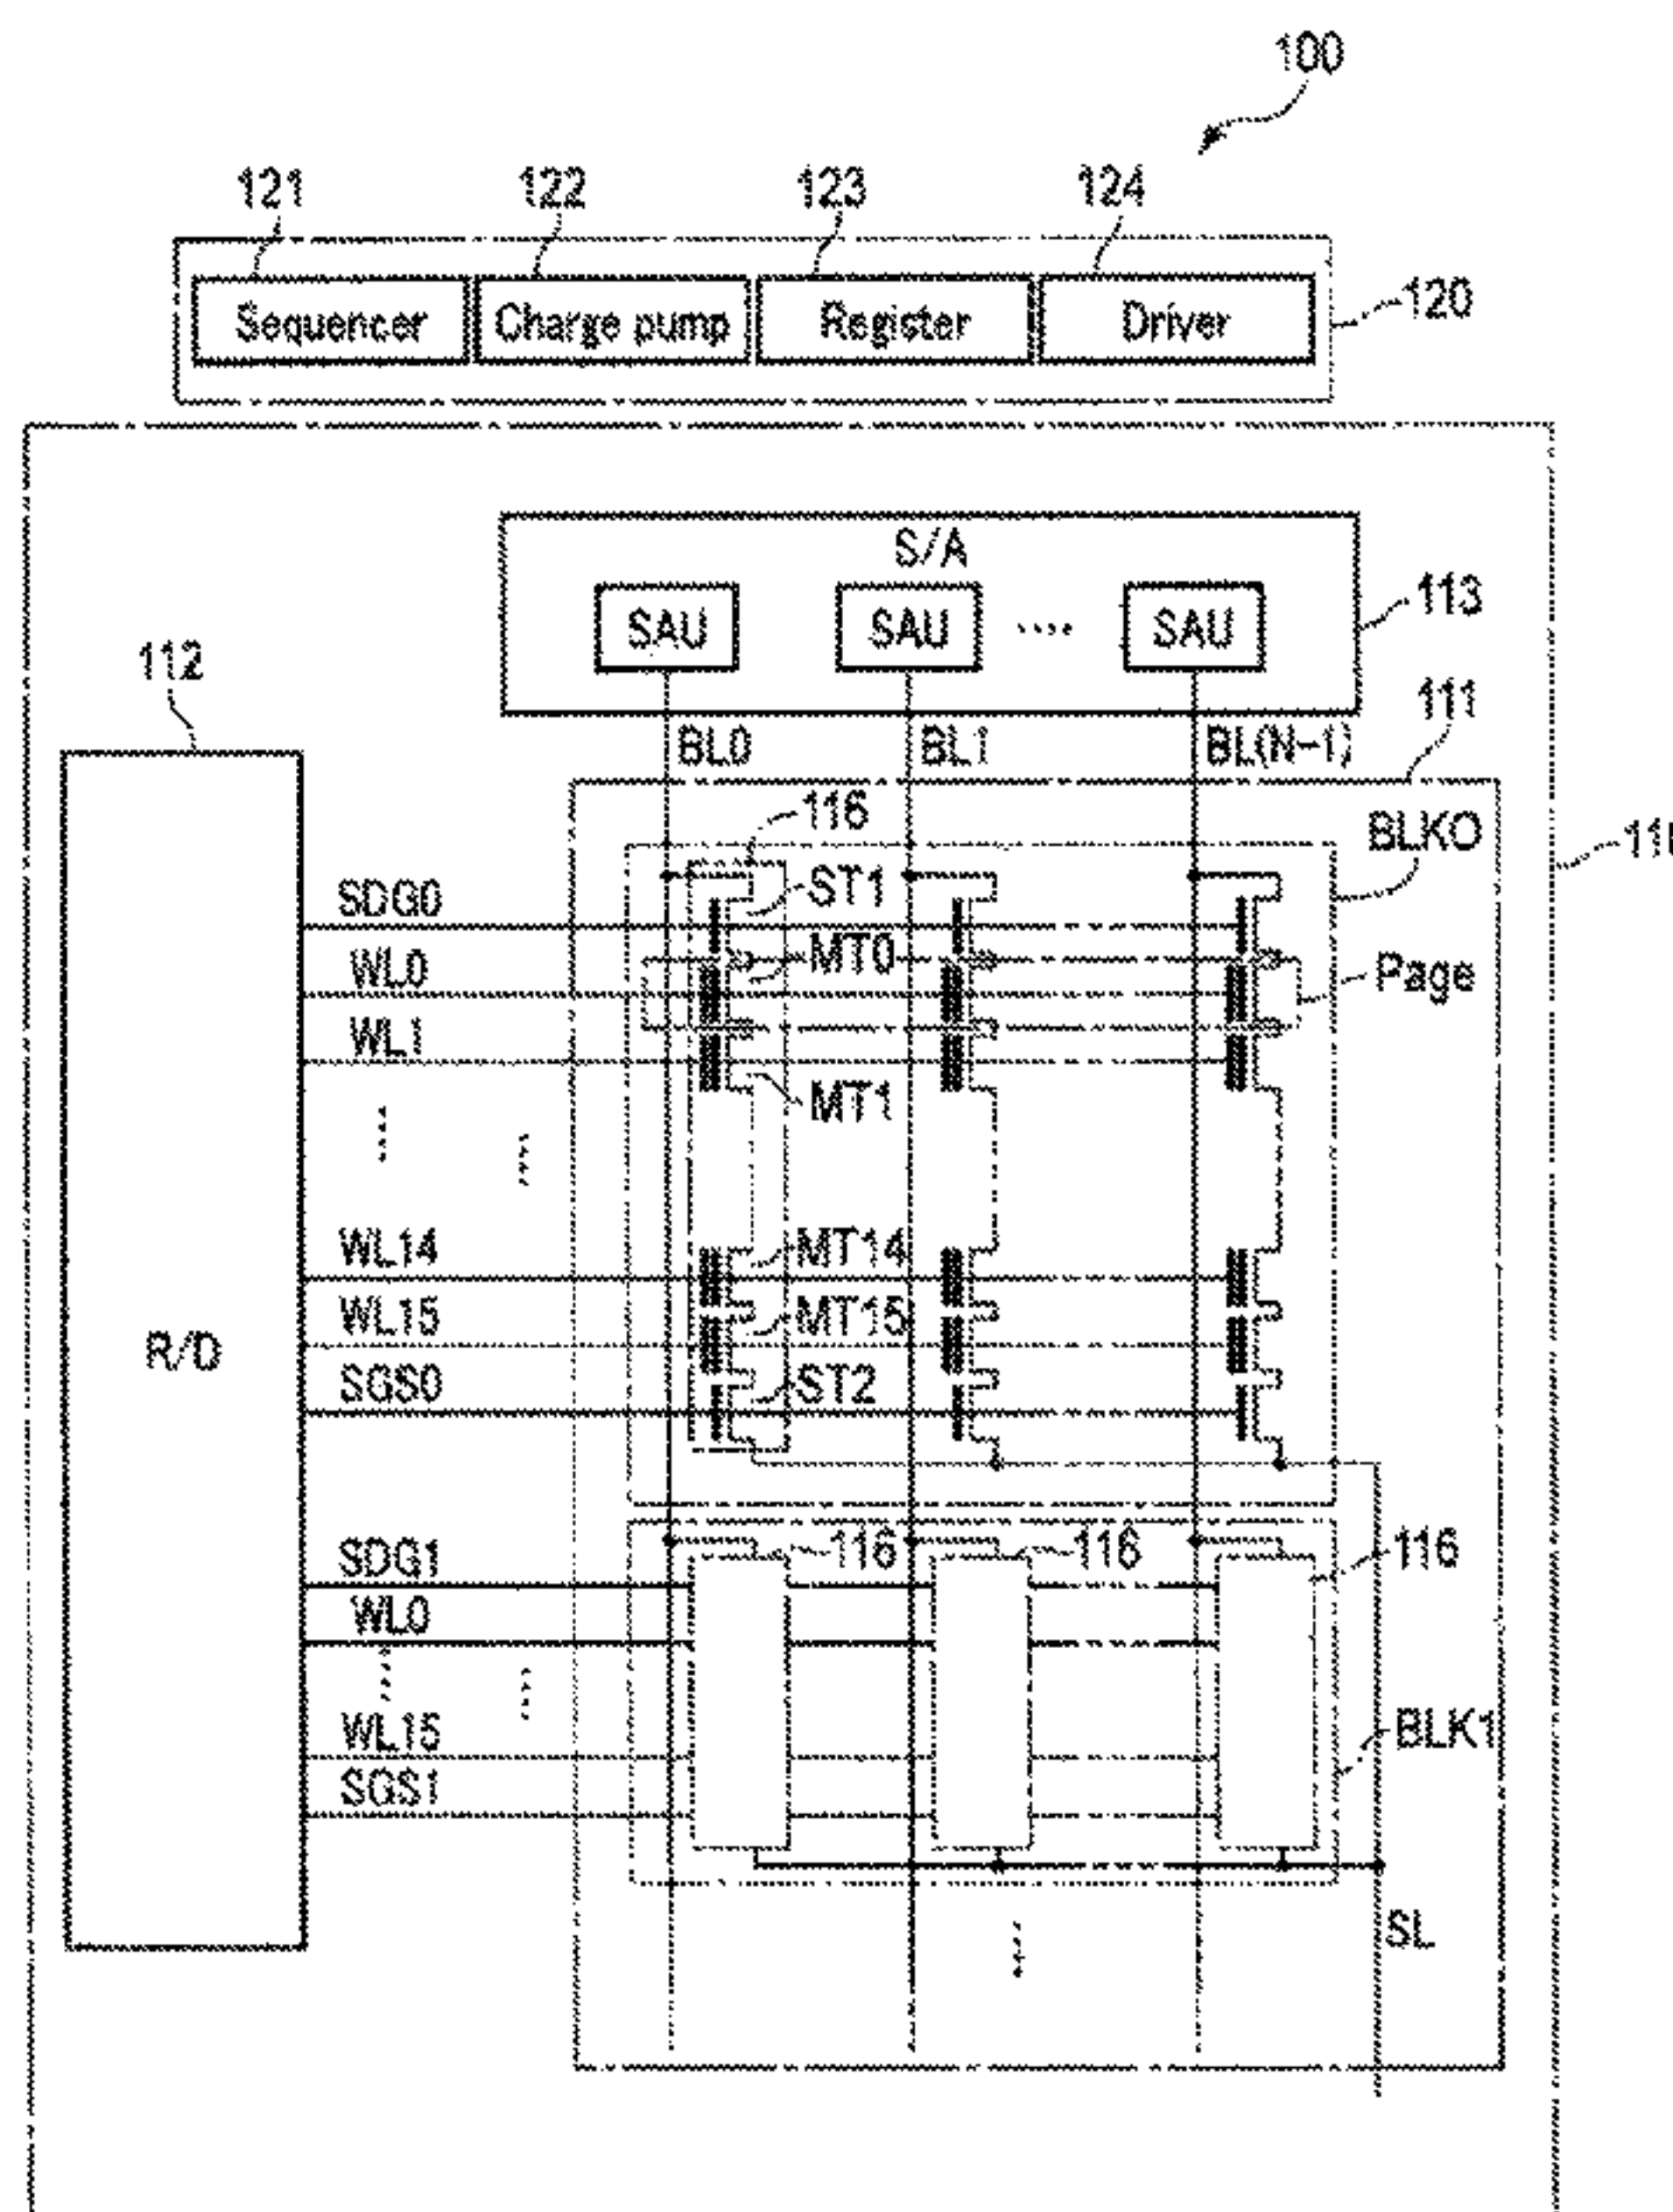 100
121 122 123 124
Sequencer Charge pump Register Driver
120
S/A
SAU SAU .... SAU
113
112
111
BL0 BL1 BL(N-1)
116
BLKO
ST1
SDG0
MT0
WL0
Page
WL1
MT1
WL14
MT14
WL15
MT15
R/D
SGS0
ST2
SDG1
116 116 116
WL0
WL15
BLK1
SGS1
SL